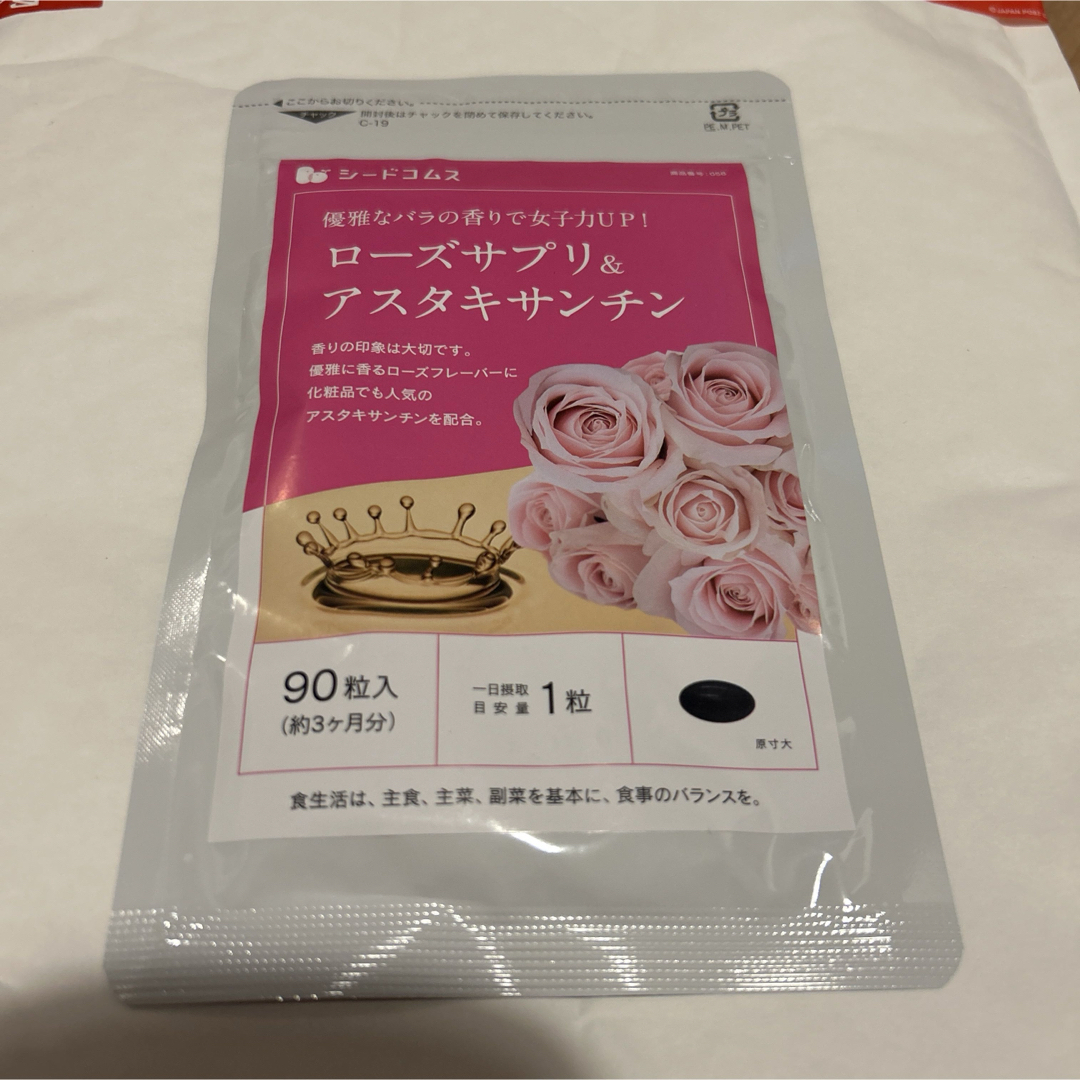 ©JAPAN POST
ここからお切りください。
チャック
開封後はチャックを閉めて保存してください。
C-19
プラ
PE,M,PET
シードコムス
優雅なバラの香りで女子力UP!
ローズサプリ&
アスタキサンチン
香りの印象は大切です。
優雅に香るローズフレーバーに
化粧品でも人気の
アスタキサンチンを配合。
90粒入
(約3ヶ月分)
一日摂取
目安量
1粒
原寸大
食生活は、主食、主菜、副菜を基本に、食事のバランスを。